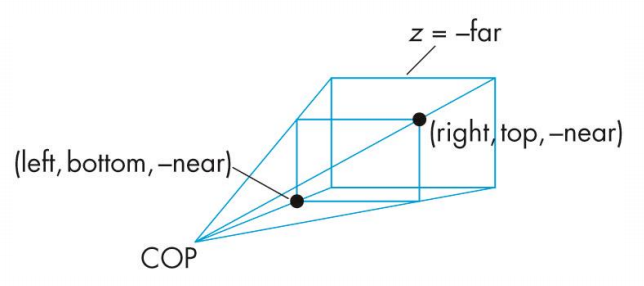 z = –far
(right, top, –near)
(left, bottom, –near)
COP